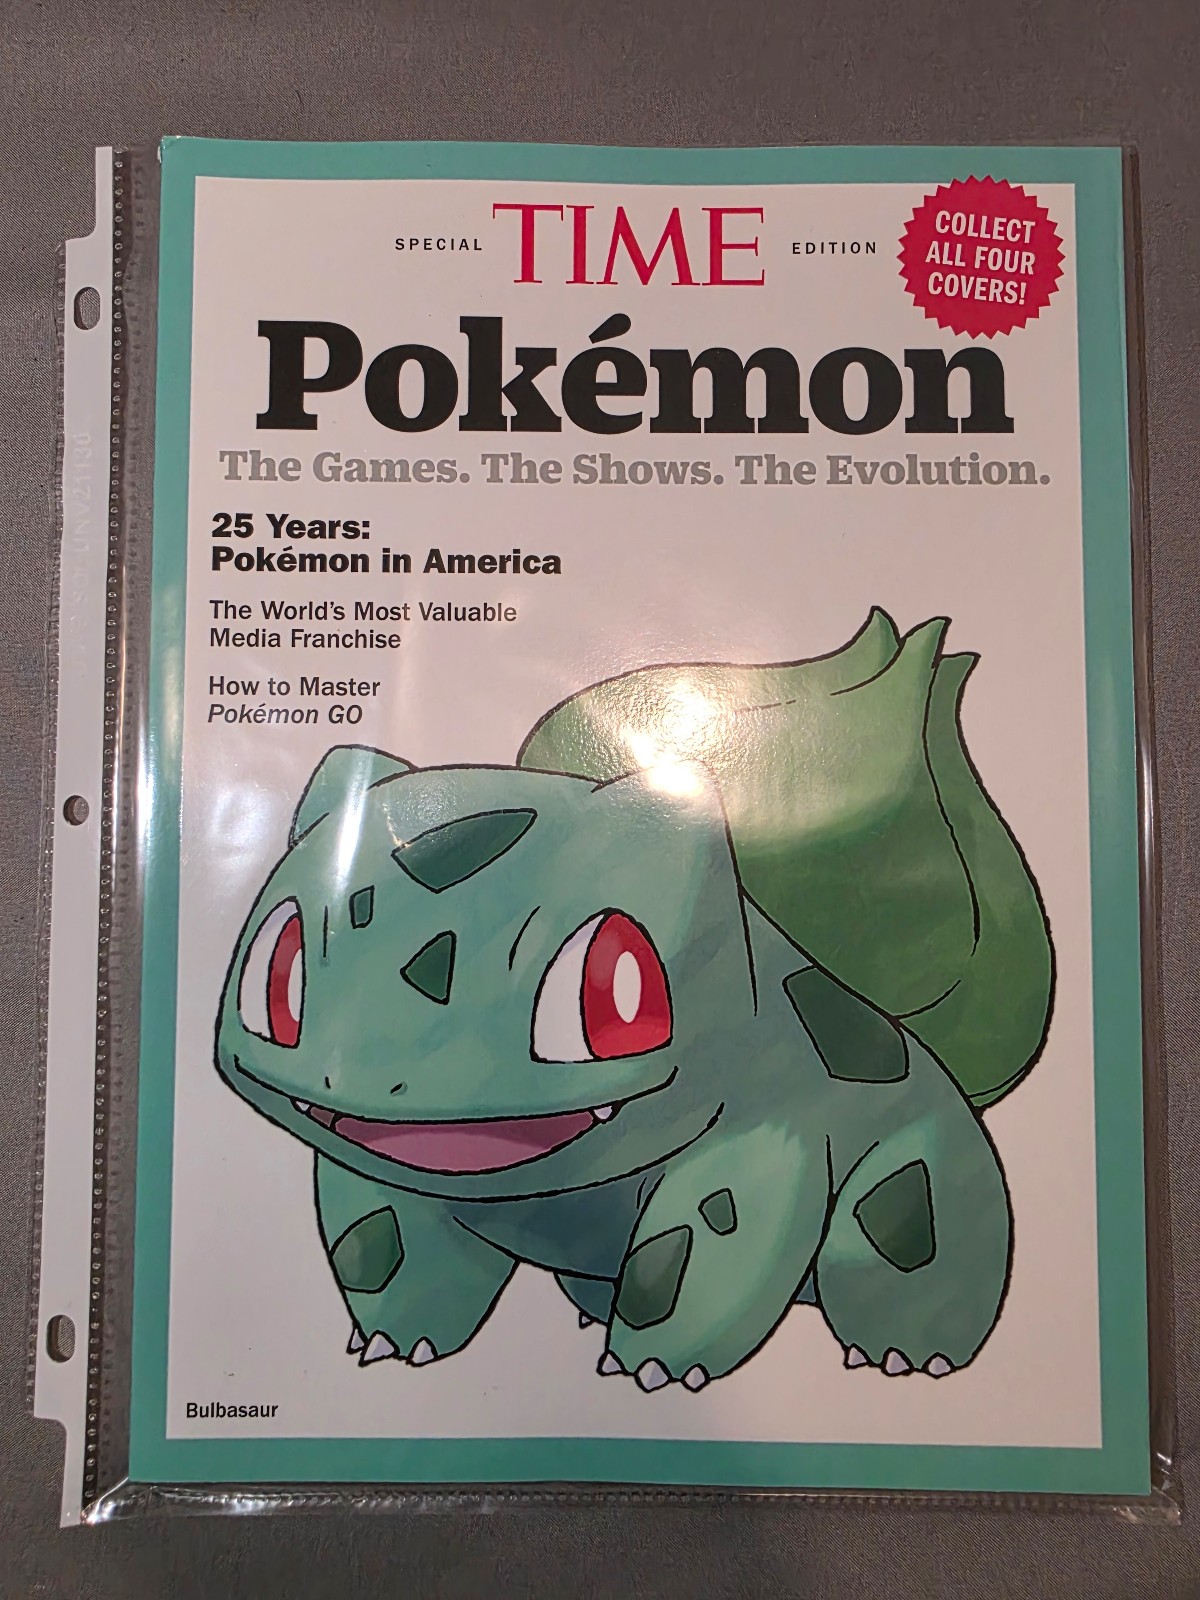 SPECIAL TIME EDITION
COLLECT
ALL FOUR
COVERS!
Pokémon
The Games. The Shows. The Evolution.
25 Years:
Pokémon in America
The World's Most Valuable
Media Franchise
How to Master
Pokémon GO
Bulbasaur